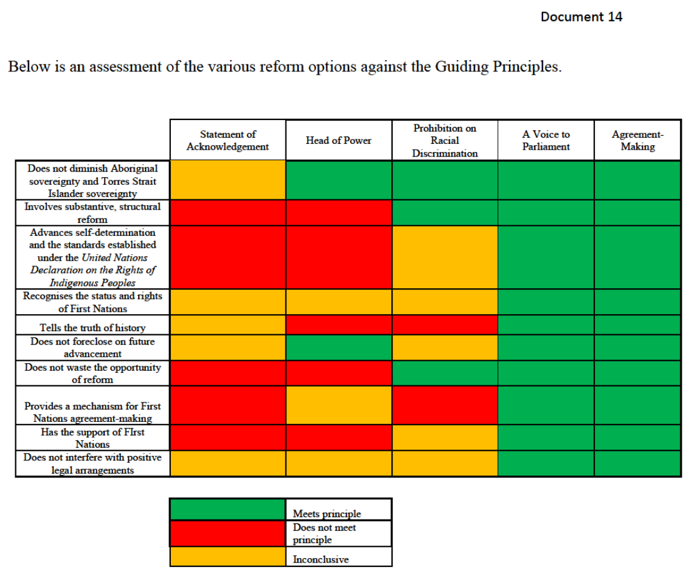 Document 14
Below is an assessment of the various reform options against the Guiding Principles.
Statement of
Acknowledgement
Head of Power
Prohibition on
Racial
Discrimination
A Voice to
Parliament
Agreement-
Making
Does not diminish Aboriginal
sovereignty and Torres Strait
Islander sovereignty
Involves substantive, structural
reform
Advances self-determination
and the standards established
under the United Nations
Declaration on the Rights of
Indigenous Peoples
Recognises the status and rights
of First Nations
Tells the truth of history
Does not foreclose on future
advancement
Does not waste the opportunity
of reform
Provides a mechanism for First
Nations agreement-making
Has the support of FIrst
Nations
Does not interfere with positive
legal arrangements
Meets principle
Does not meet
principle
Inconclusive